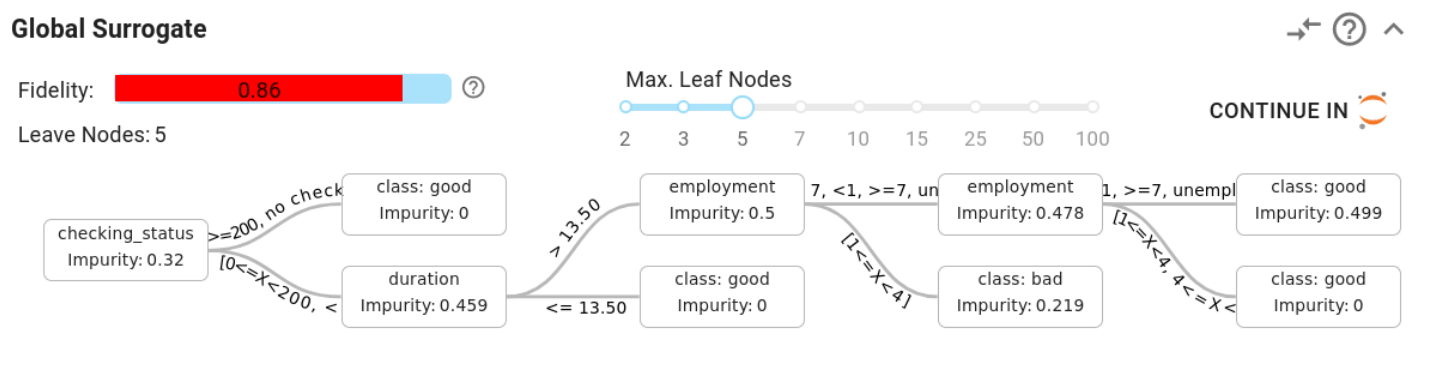 Global Surrogate
Fidelity: 0.86
Leave Nodes: 5
Max. Leaf Nodes
2 3 5 7 10 15 25 50 100
CONTINUE IN
checking_status
Impurity: 0.32
>=200, no check
[0<=X<200, <
class: good
Impurity: 0
duration
Impurity: 0.459
> 13.50
<= 13.50
employment
Impurity: 0.5
class: good
Impurity: 0
7, <1, >=7, un
[1<=X<4]
employment
Impurity: 0.478
class: bad
Impurity: 0.219
1, >=7, unempl
[1<=X<4, 4<=X<
class: good
Impurity: 0.499
class: good
Impurity: 0